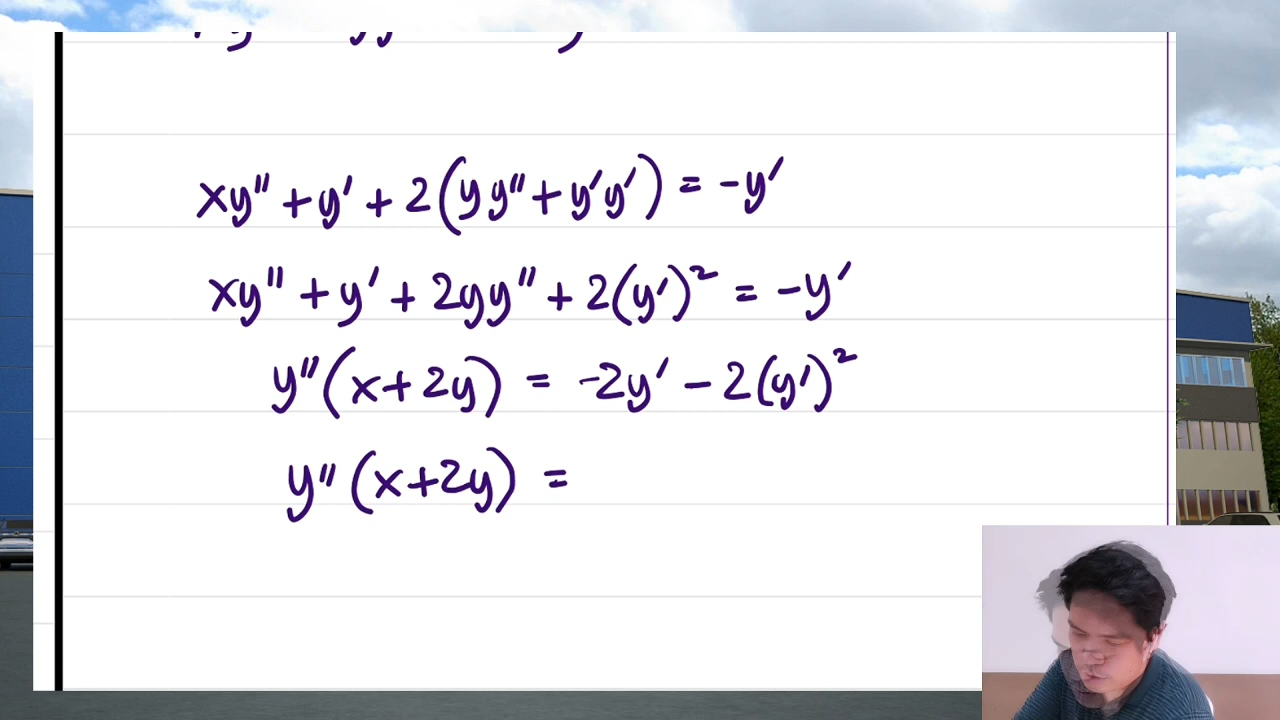 xy'' + y' + 2(yy'' + y'y') = -y'
xy'' + y' + 2yy'' + 2(y')² = -y'
y''(x+2y) = -2y' - 2(y')²
y''(x+2y) =